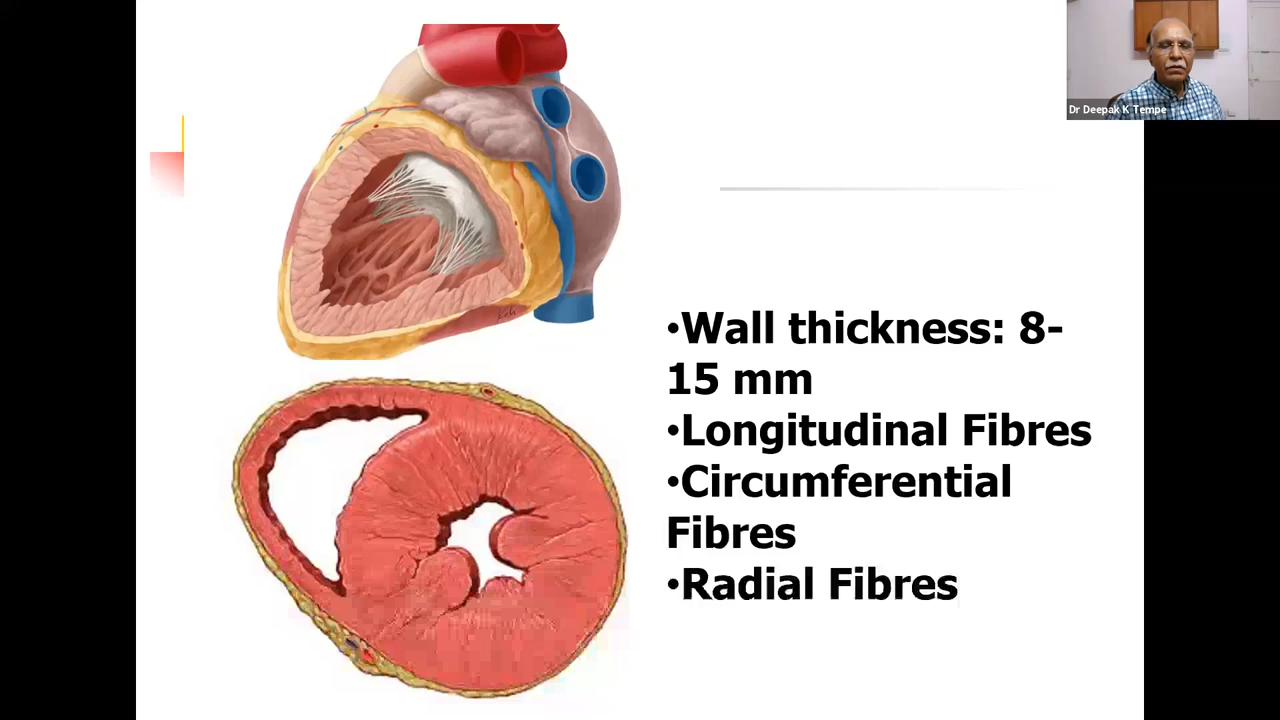 Dr Deepak K Tempe
•Wall thickness: 8-
15 mm
•Longitudinal Fibres
•Circumferential
Fibres
•Radial Fibres